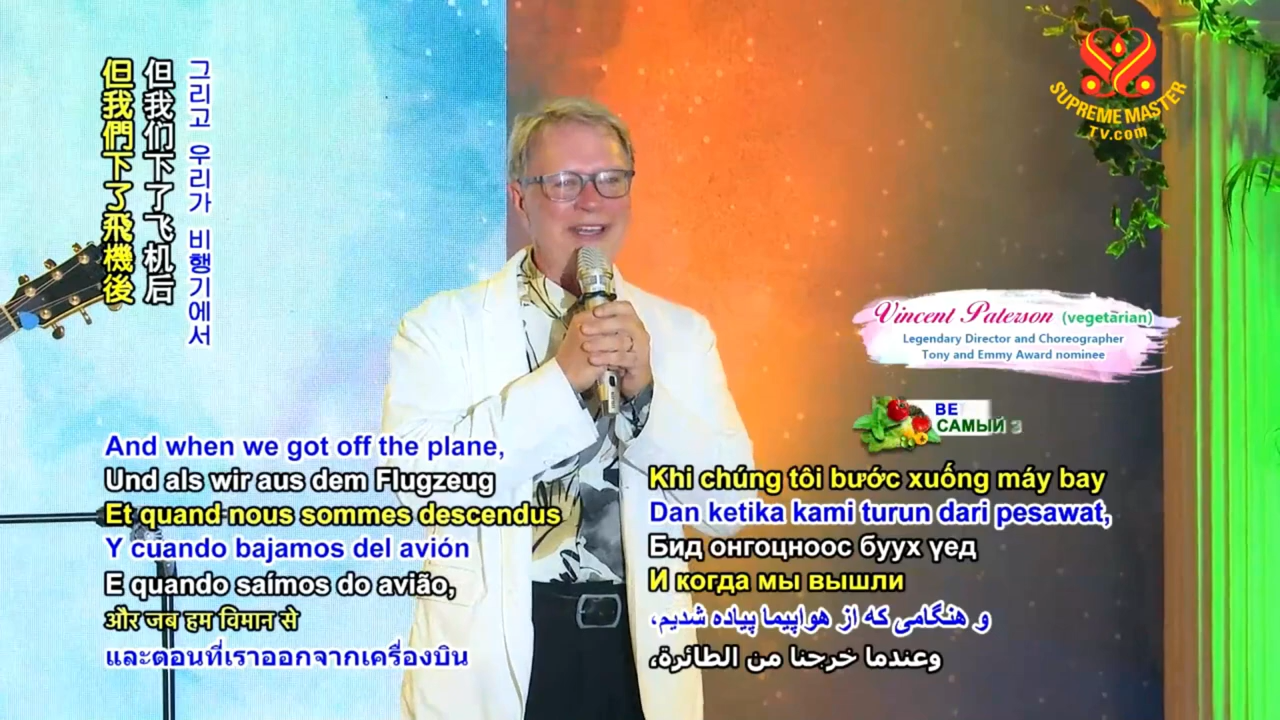 但我們下了飛機後
但我们下了飞机后
그리고 우리가 비행기에서
SUPREME MASTER
TV.com
Vincent Paterson (vegetarian)
Legendary Director and Choreographer
Tony and Emmy Award nominee
BE
САМЫЙ З
And when we got off the plane,
Und als wir aus dem Flugzeug
Et quand nous sommes descendus
Y cuando bajamos del avión
E quando saímos do avião,
और जब हम विमान से
และตอนที่เราออกจากเครื่องบิน
Khi chúng tôi bước xuống máy bay
Dan ketika kami turun dari pesawat,
Бид онгоцноос буух үед
И когда мы вышли
و هنگامی که از هواپیما پیاده شدیم،
وعندما خرجنا من الطائرة،